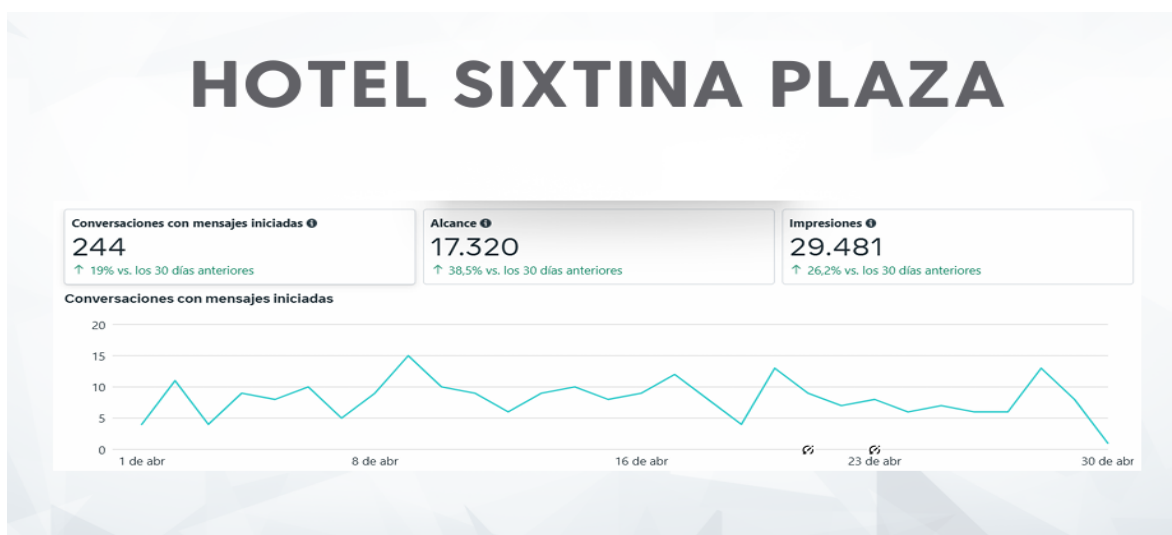 HOTEL SIXTINA PLAZA
Conversaciones con mensajes iniciadas
244
↑ 19% vs. los 30 días anteriores
Alcance
17.320
↑ 38,5% vs. los 30 días anteriores
Impresiones
29.481
↑ 26,2% vs. los 30 días anteriores
Conversaciones con mensajes iniciadas
20
15
10
5
0
1 de abr
8 de abr
16 de abr
23 de abr
30 de abr